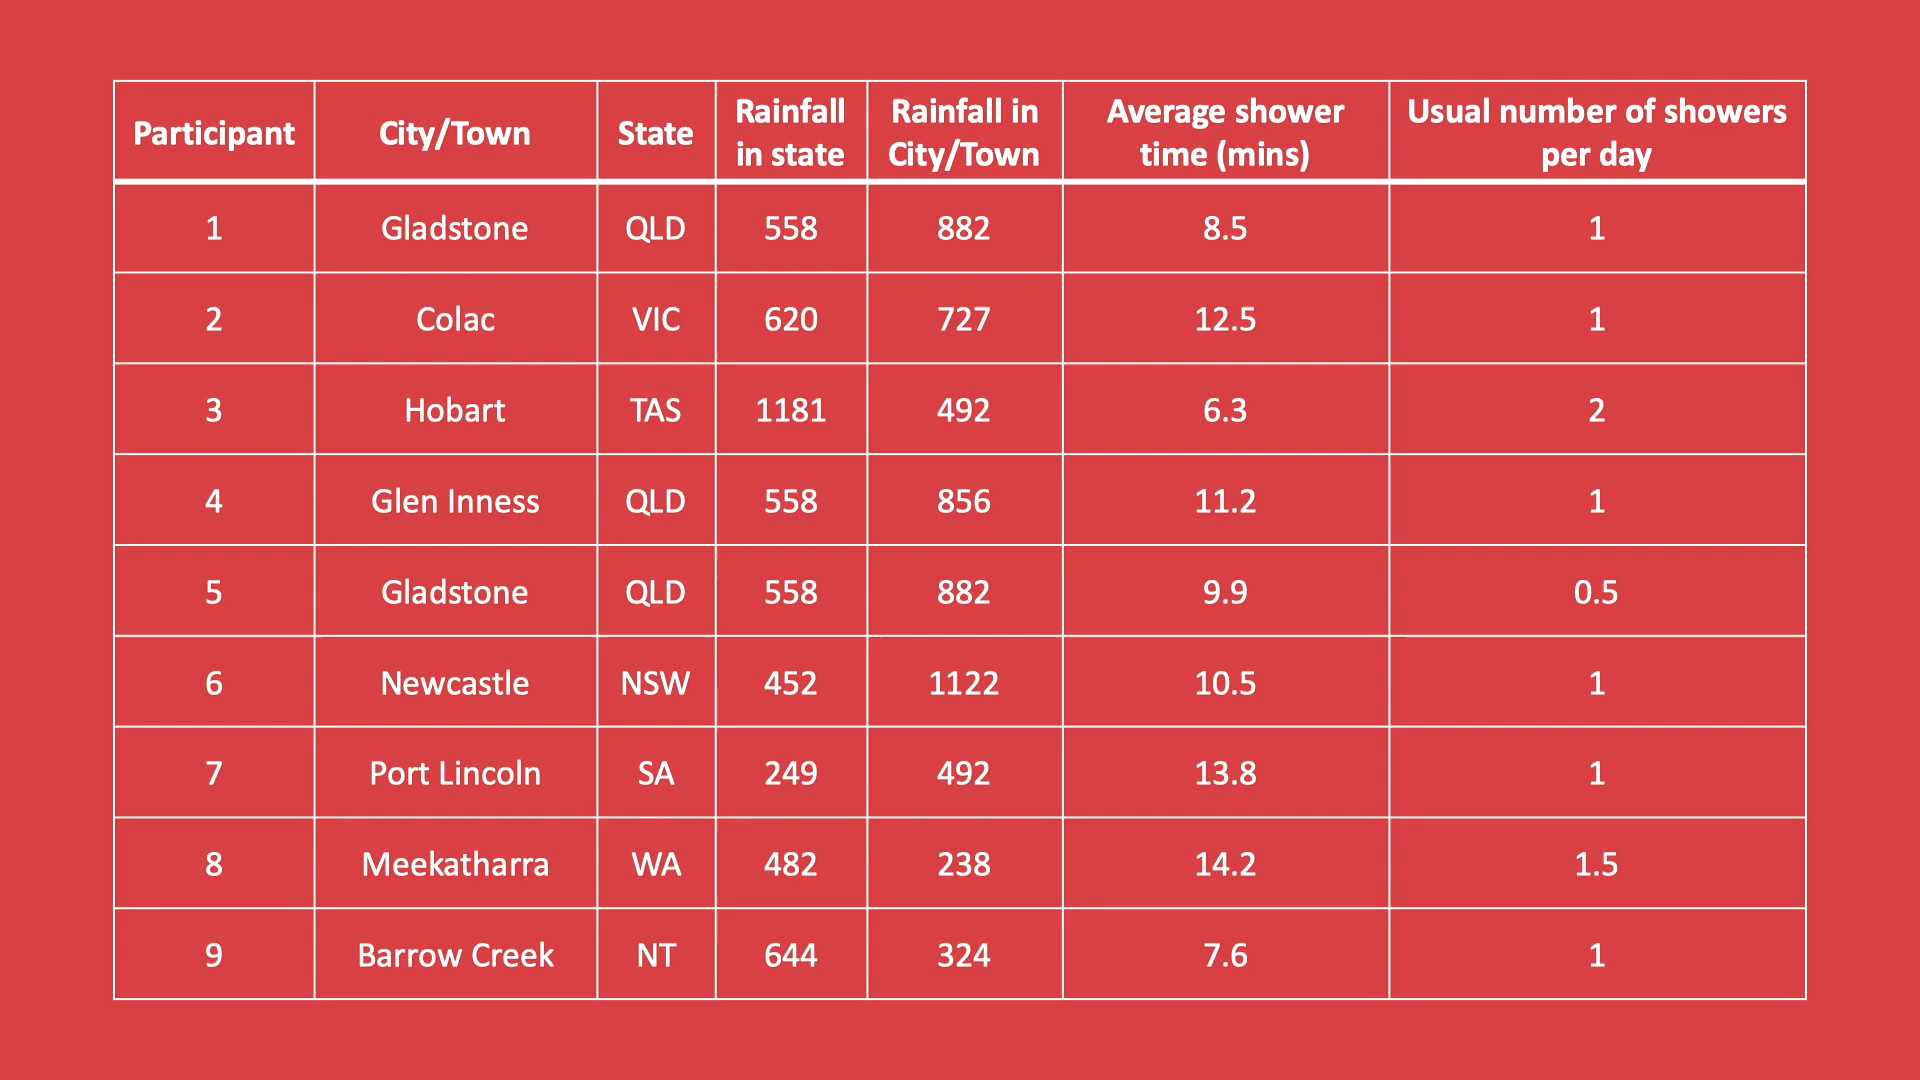 Participant City/Town State Rainfall in state Rainfall in City/Town Average shower time (mins) Usual number of showers per day
1 Gladstone QLD 558 882 8.5 1
2 Colac VIC 620 727 12.5 1
3 Hobart TAS 1181 492 6.3 2
4 Glen Inness QLD 558 856 11.2 1
5 Gladstone QLD 558 882 9.9 0.5
6 Newcastle NSW 452 1122 10.5 1
7 Port Lincoln SA 249 492 13.8 1
8 Meekatharra WA 482 238 14.2 1.5
9 Barrow Creek NT 644 324 7.6 1